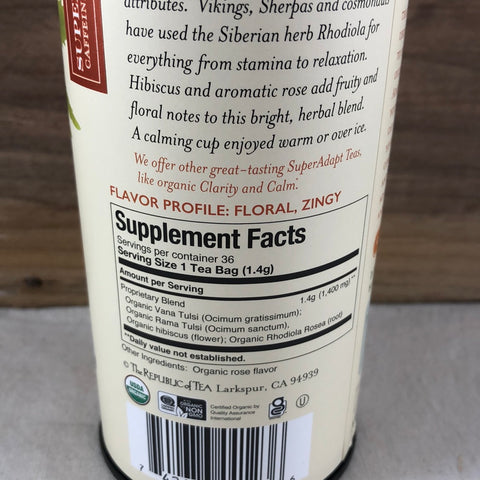 attributes. Vikings, Sherpas and cosmonauts
have used the Siberian herb Rhodiola for
everything from stamina to relaxation.
Hibiscus and aromatic rose add fruity and
floral notes to this bright, herbal blend.
A calming cup enjoyed warm or over ice.
We offer other great-tasting SuperAdapt Teas,
like organic Clarity and Calm.
FLAVOR PROFILE: FLORAL, ZINGY
Supplement Facts
Servings per container 36
Serving Size 1 Tea Bag (1.4g)
Amount per Serving
Proprietary Blend 1.4g (1,400 mg)**
Organic Vana Tulsi (Ocimum gratissimum);
Organic Rama Tulsi (Ocimum sanctum),
Organic hibiscus (flower); Organic Rhodiola Rosea (root)
**Daily value not established.
Other Ingredients: Organic rose flavor
© The REPUBLIC of TEA Larkspur, CA 94939
USDA
ORGANIC
ORGANIC
NON
GMO
Certified Organic by
Quality Assurance
International
U
7